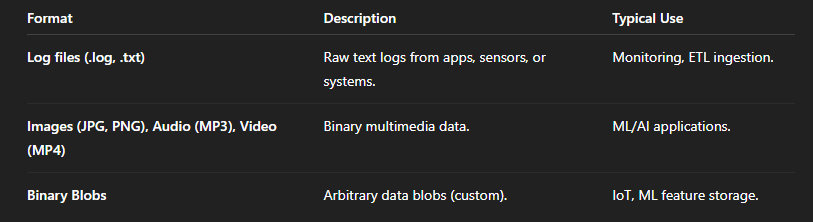 Format Description Typical Use
Log files (.log, .txt) Raw text logs from apps, sensors, or Monitoring, ETL ingestion.
systems.
Images (JPG, PNG), Audio (MP3), Video Binary multimedia data. ML/AI applications.
(MP4)
Binary Blobs Arbitrary data blobs (custom). IoT, ML feature storage.